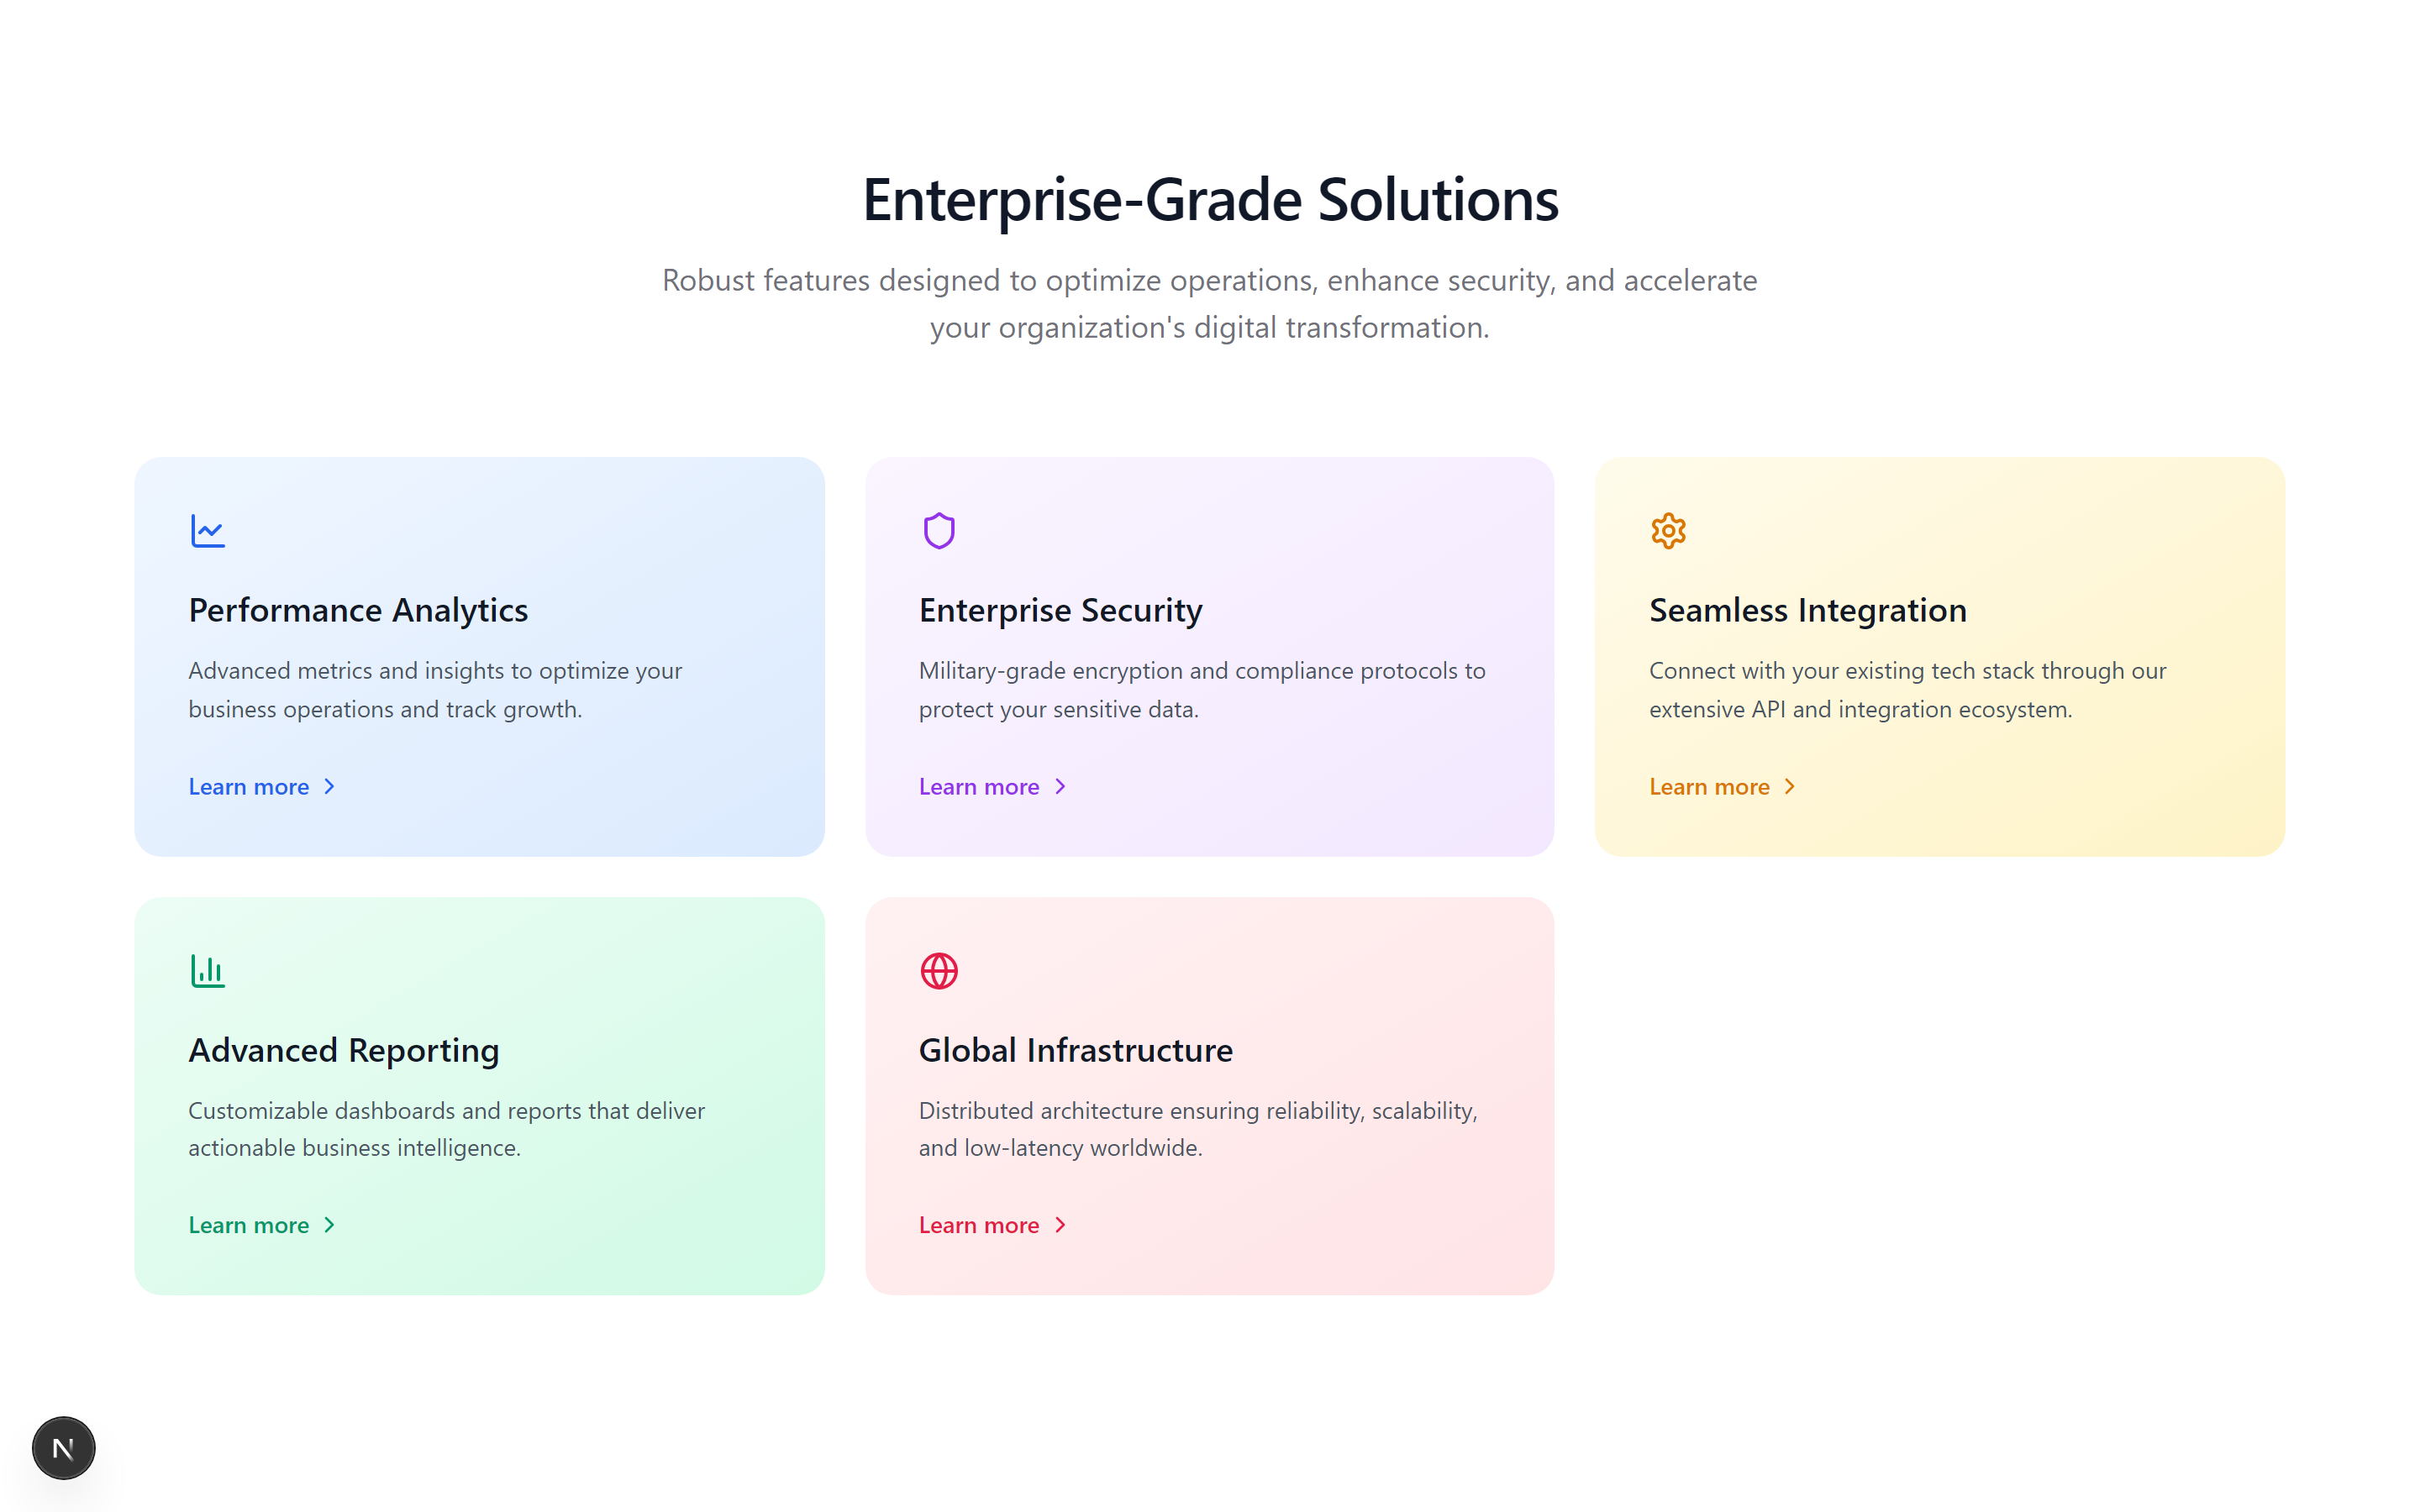 Enterprise-Grade Solutions
Robust features designed to optimize operations, enhance security, and accelerate
your organization's digital transformation.
Performance Analytics
Advanced metrics and insights to optimize your
business operations and track growth.
Learn more
Enterprise Security
Military-grade encryption and compliance protocols to
protect your sensitive data.
Learn more
Seamless Integration
Connect with your existing tech stack through our
extensive API and integration ecosystem.
Learn more
Advanced Reporting
Customizable dashboards and reports that deliver
actionable business intelligence.
Learn more
Global Infrastructure
Distributed architecture ensuring reliability, scalability,
and low-latency worldwide.
Learn more
N